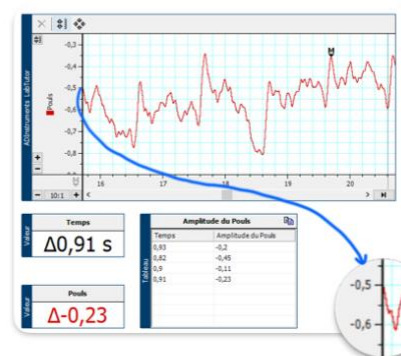 -0,3
-0,4
-0,5
-0,6
-0,7
-0,8
-0,9
ADInstruments LabTutor
Pouls
M
10:1
16
17
18
19
20
Valeur
Temps
Δ0,91 s
Valeur
Pouls
Δ-0,23
Tableau
Amplitude du Pouls
Temps Amplitude du Pouls
0,93 -0,2
0,82 -0,45
0,9 -0,11
0,91 -0,23
-0,5
-0,6